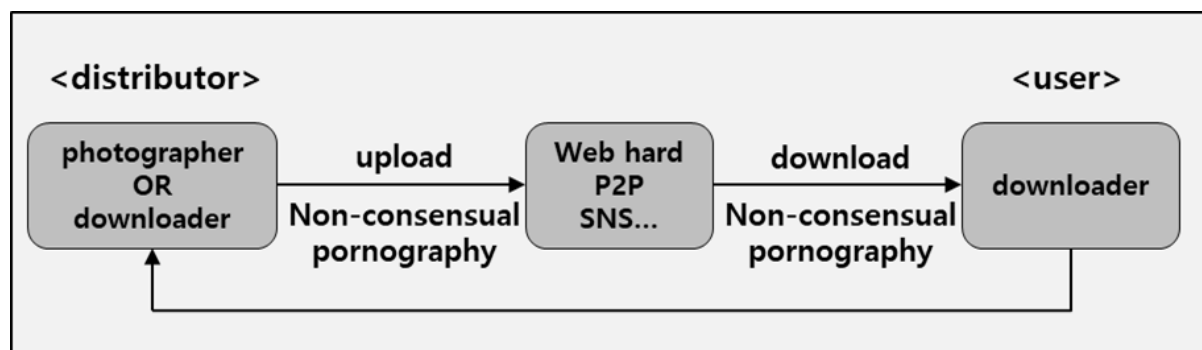 <distributor>
<user>
photographer
OR
downloader
upload
Non-consensual
pornography
Web hard
P2P
SNS...
download
Non-consensual
pornography
downloader